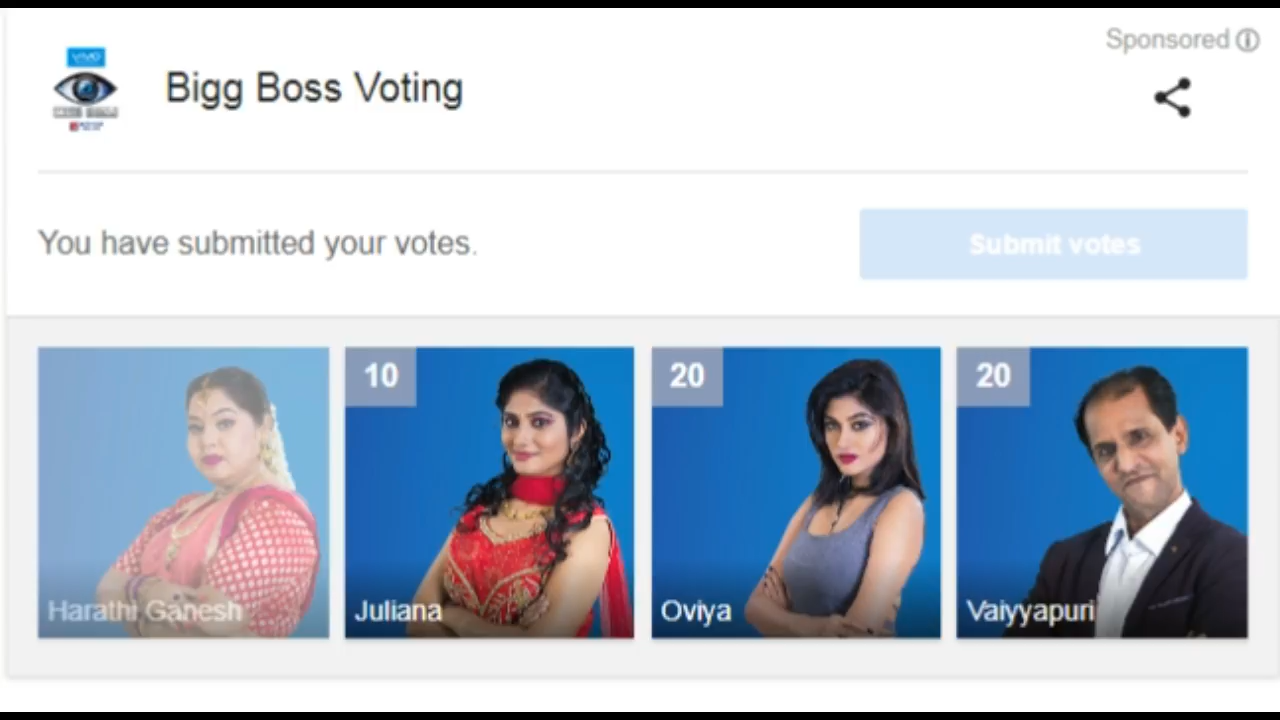 Sponsored
vivo
Bigg Boss Voting
You have submitted your votes.
Submit votes
10
20
20
Harathi Ganesh
Juliana
Oviya
Vaiyyapuri